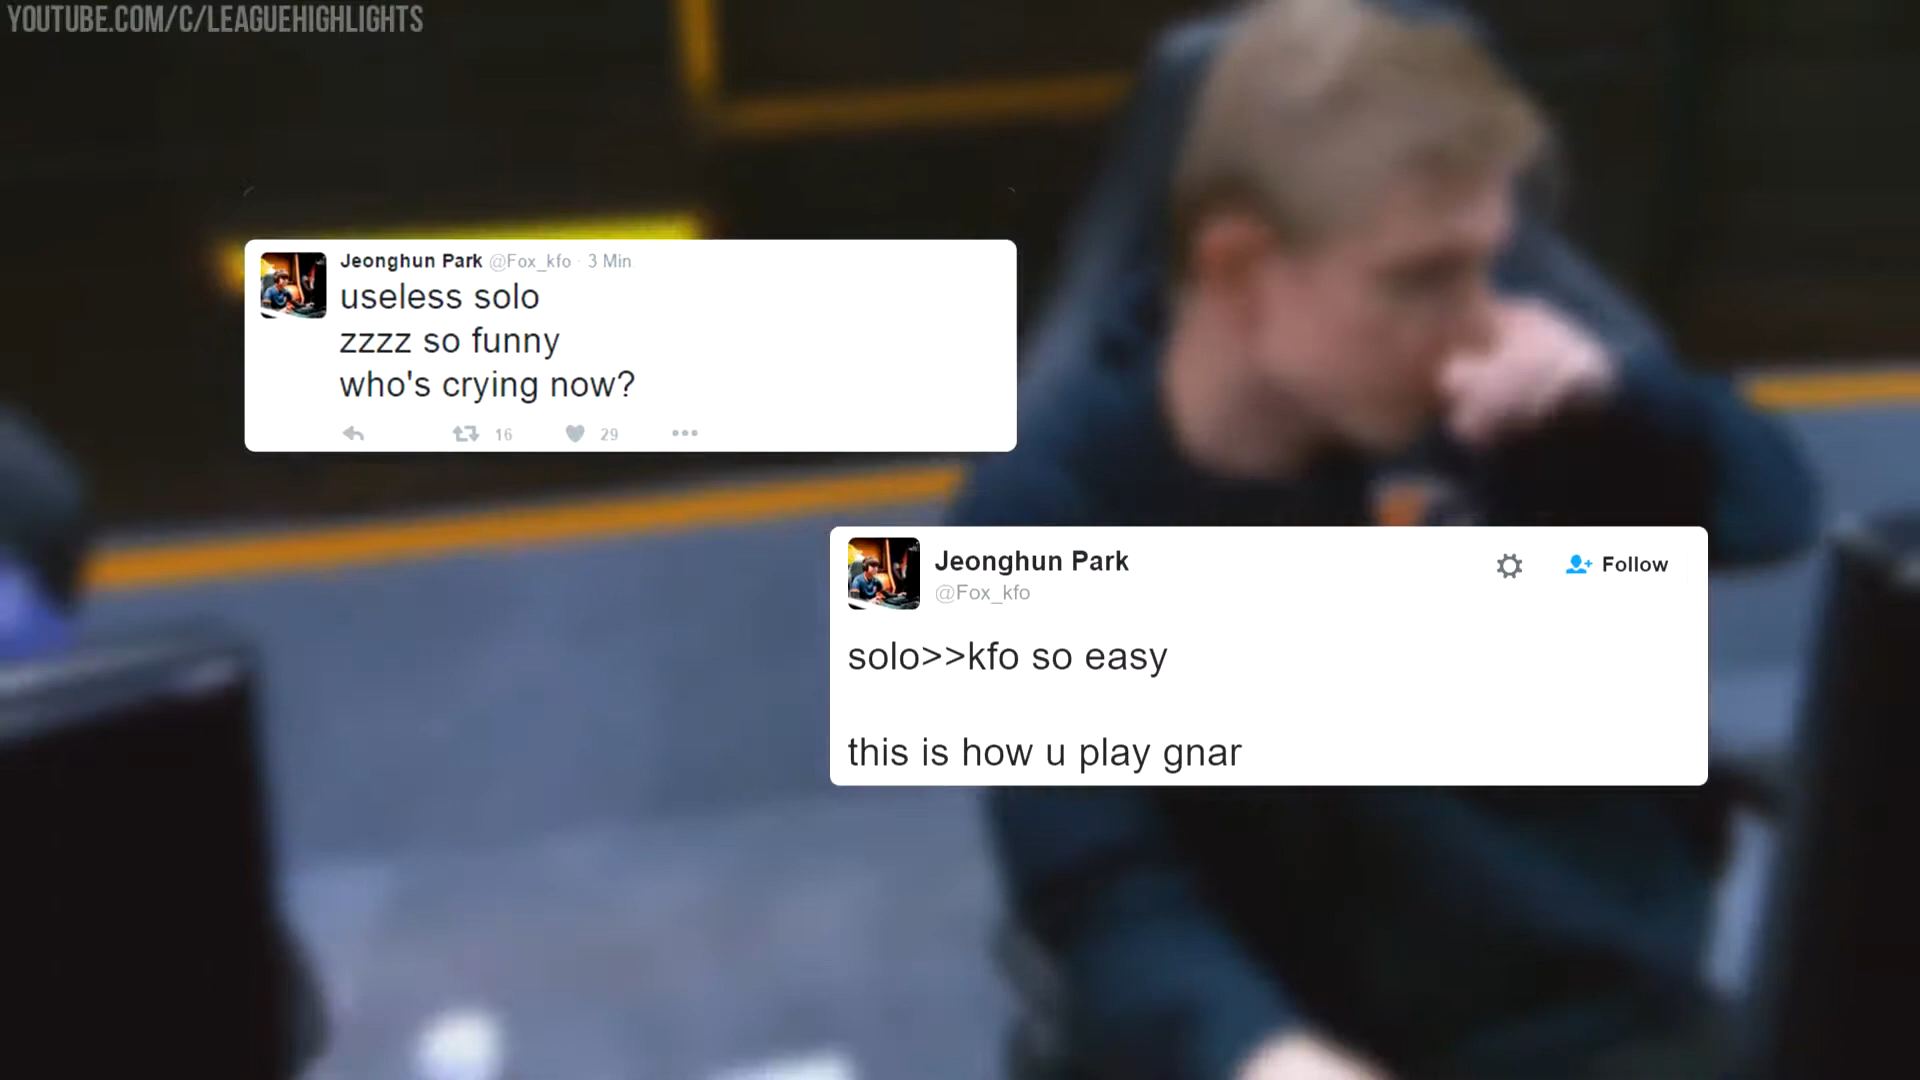 YOUTUBE.COM/C/LEAGUEHIGHLIGHTS
Jeonghun Park @Fox_kfo · 3 Min
useless solo
zzzz so funny
who's crying now?
16 29
Jeonghun Park
Follow
@Fox_kfo
solo>>kfo so easy
this is how u play gnar